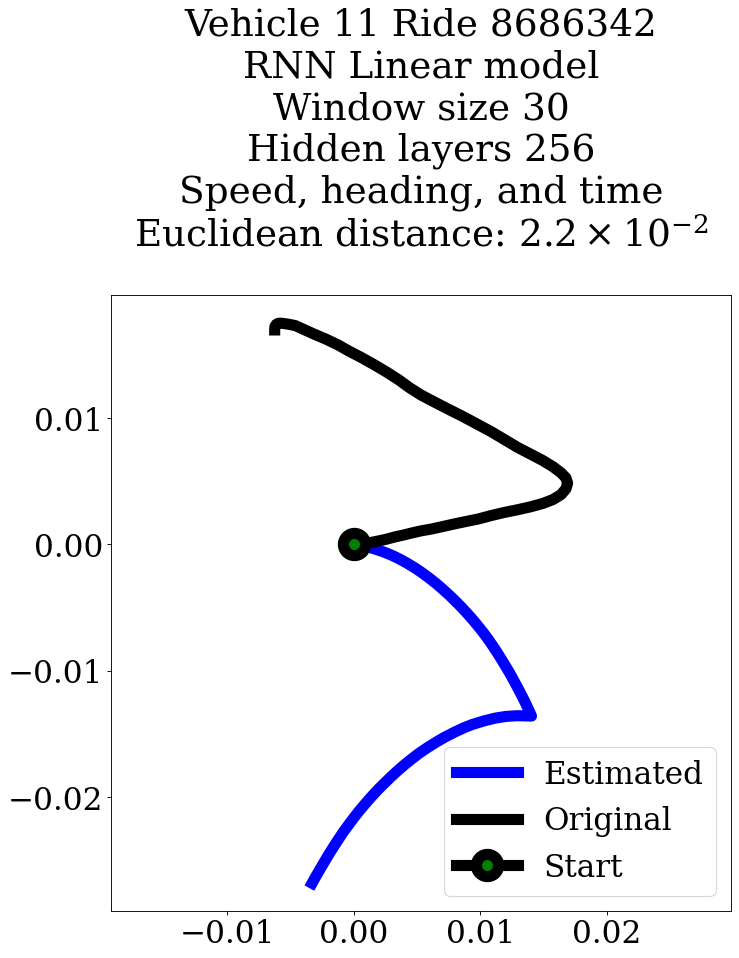 Vehicle 11 Ride 8686342
RNN Linear model
Window size 30
Hidden layers 256
Speed, heading, and time
Euclidean distance: 2.2 × 10⁻²
0.01
0.00
−0.01
−0.02
Estimated
Original
Start
−0.01 0.00 0.01 0.02